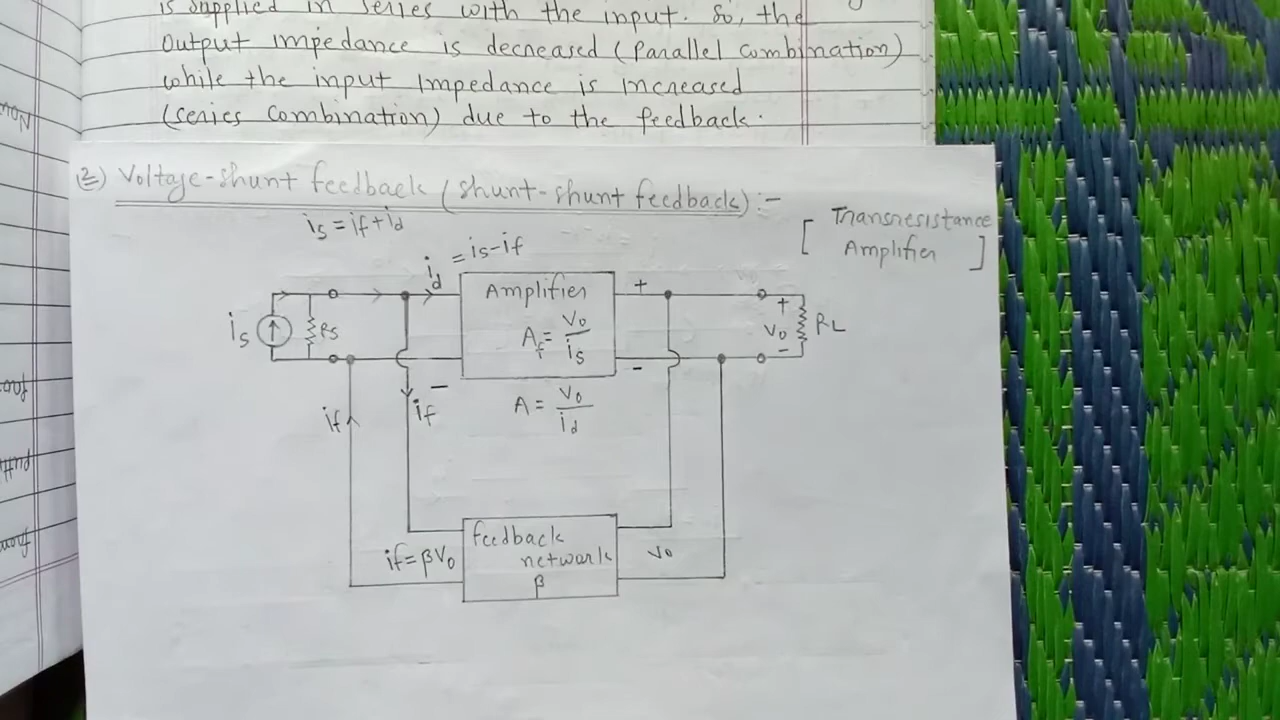 is supplied in series with the input. So, the
output impedance is decreased (Parallel combination)
while the input impedance is increased
(series combination) due to the feedback.
2) Voltage-shunt feedback (shunt-shunt feedback) :-
[ Transresistance
Amplifier ]
is = if + id
id = is - if
Amplifier
Af = Vo/is
A = Vo/id
is
Rs
+
-
+
Vo
-
RL
if
-
if
if = βVo
feedback
network
β
Vo